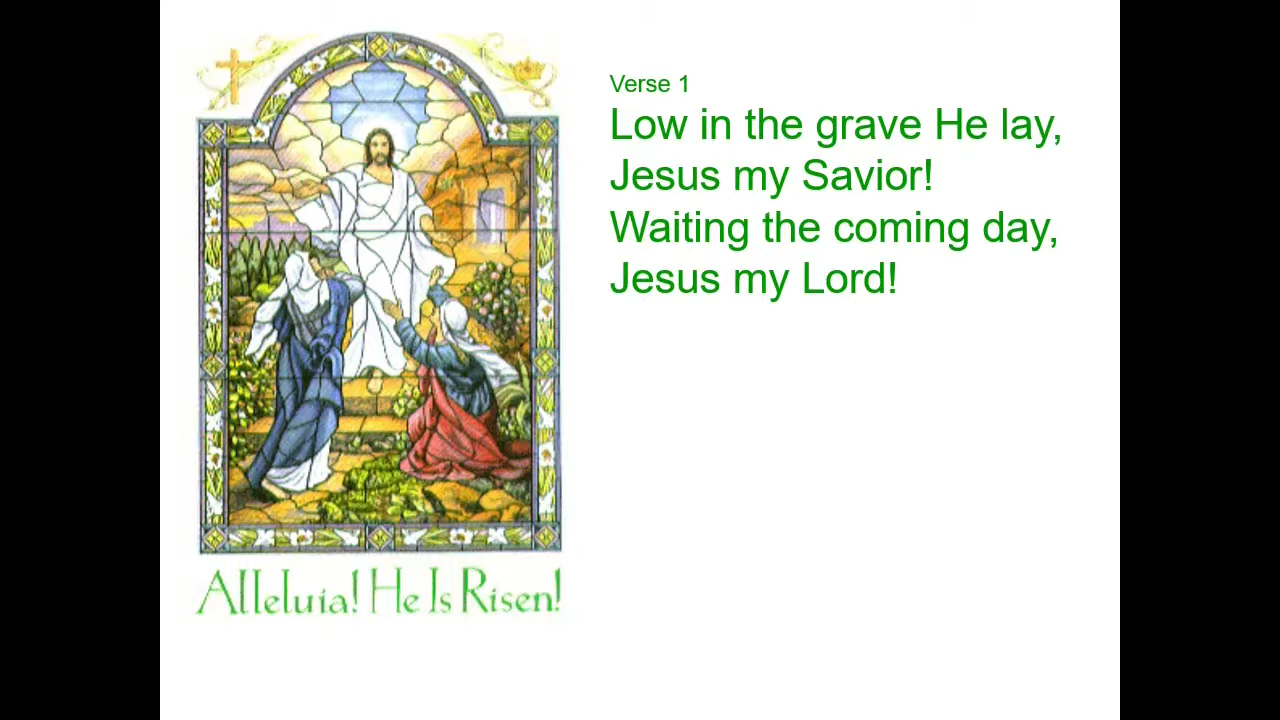 Verse 1
Low in the grave He lay,
Jesus my Savior!
Waiting the coming day,
Jesus my Lord!
Alleluia! He Is Risen!